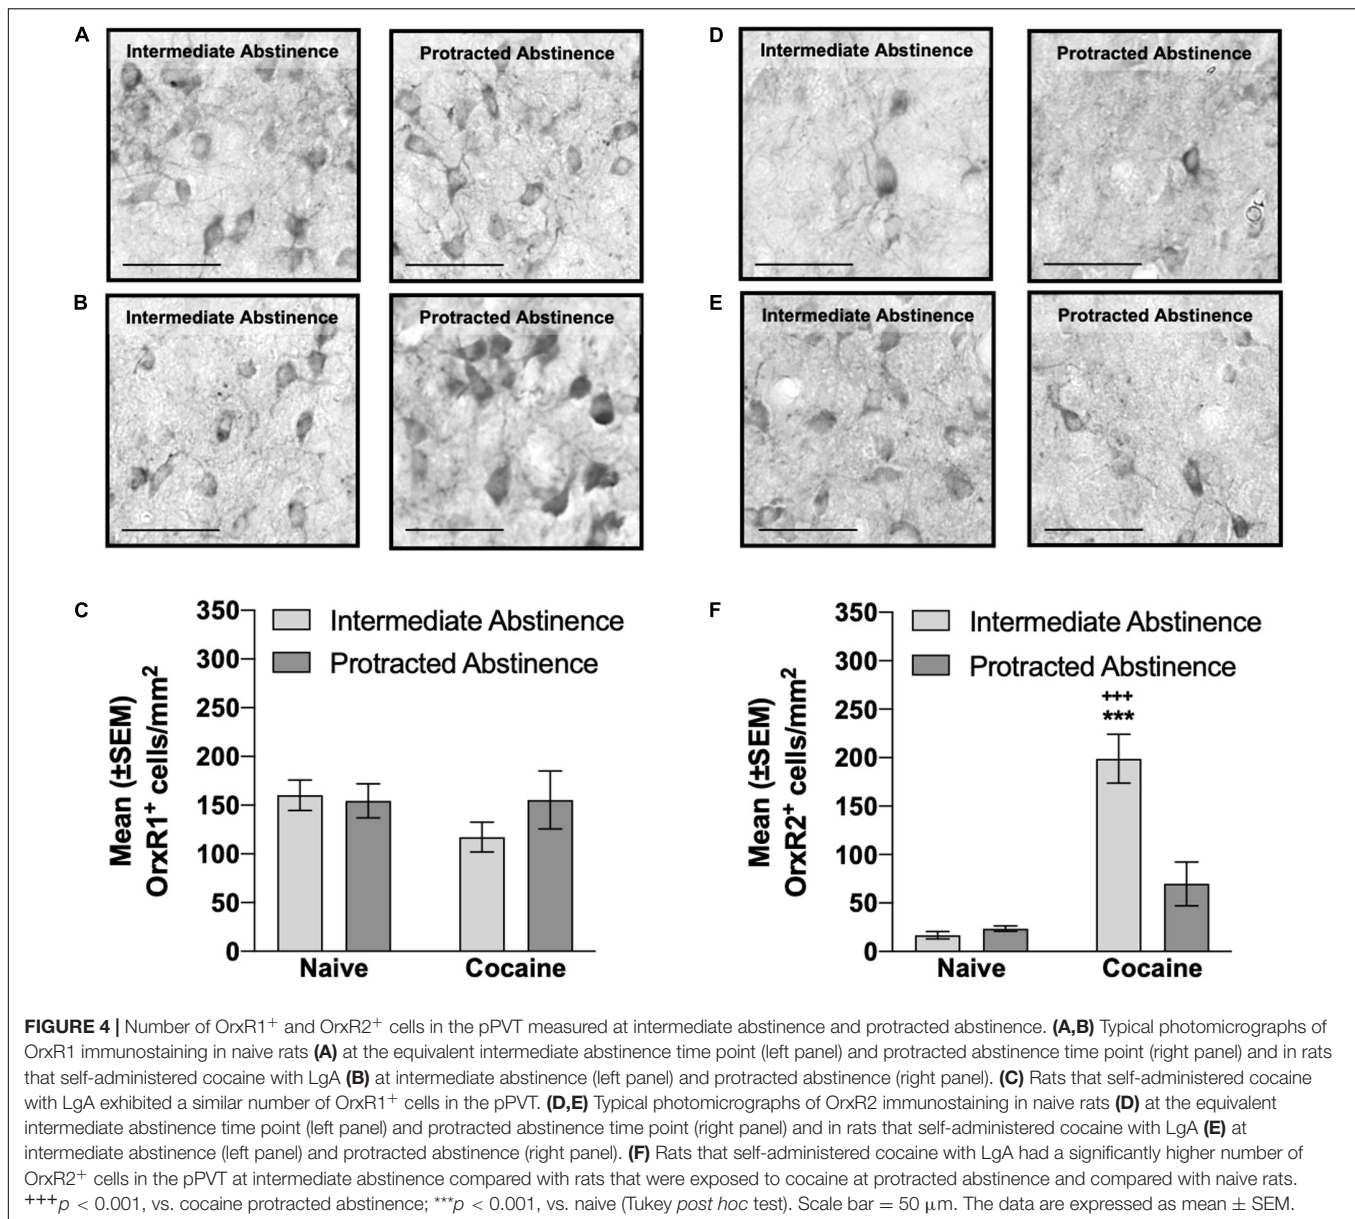 A
Intermediate Abstinence
Protracted Abstinence
D
Intermediate Abstinence
Protracted Abstinence
B
Intermediate Abstinence
Protracted Abstinence
E
Intermediate Abstinence
Protracted Abstinence
C
Mean (±SEM)
OrxR1⁺ cells/mm²
350
300
250
200
150
100
50
0
Intermediate Abstinence
Protracted Abstinence
Naive
Cocaine
F
Mean (±SEM)
OrxR2⁺ cells/mm²
350
300
250
200
150
100
50
0
Intermediate Abstinence
Protracted Abstinence
+++
***
Naive
Cocaine
FIGURE 4 | Number of OrxR1⁺ and OrxR2⁺ cells in the pPVT measured at intermediate abstinence and protracted abstinence. (A,B) Typical photomicrographs of
OrxR1 immunostaining in naive rats (A) at the equivalent intermediate abstinence time point (left panel) and protracted abstinence time point (right panel) and in rats
that self-administered cocaine with LgA (B) at intermediate abstinence (left panel) and protracted abstinence (right panel). (C) Rats that self-administered cocaine
with LgA exhibited a similar number of OrxR1⁺ cells in the pPVT. (D,E) Typical photomicrographs of OrxR2 immunostaining in naive rats (D) at the equivalent
intermediate abstinence time point (left panel) and protracted abstinence time point (right panel) and in rats that self-administered cocaine with LgA (E) at
intermediate abstinence (left panel) and protracted abstinence (right panel). (F) Rats that self-administered cocaine with LgA had a significantly higher number of
OrxR2⁺ cells in the pPVT at intermediate abstinence compared with rats that were exposed to cocaine at protracted abstinence and compared with naive rats.
⁺⁺⁺p < 0.001, vs. cocaine protracted abstinence; ***p < 0.001, vs. naive (Tukey post hoc test). Scale bar = 50 μm. The data are expressed as mean ± SEM.